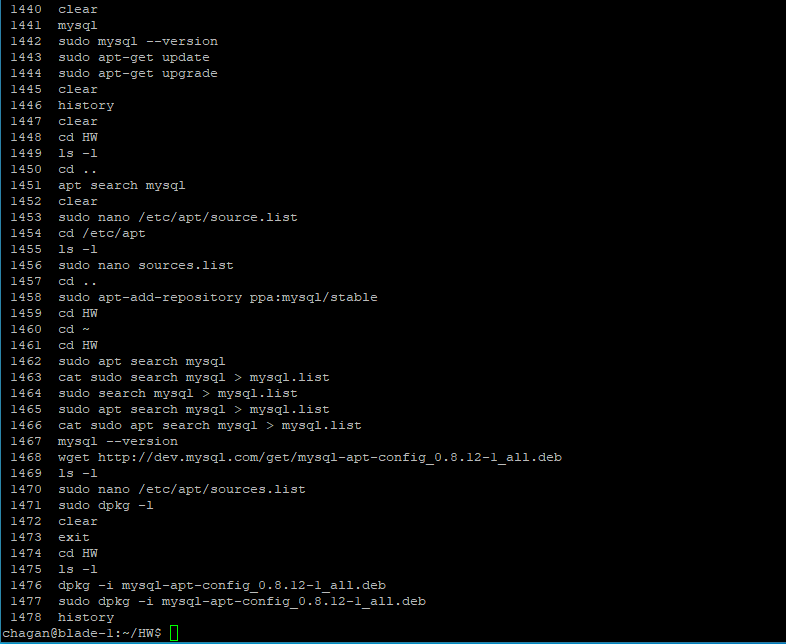 1440 clear
1441 mysql
1442 sudo mysql --version
1443 sudo apt-get update
1444 sudo apt-get upgrade
1445 clear
1446 history
1447 clear
1448 cd HW
1449 ls -l
1450 cd ..
1451 apt search mysql
1452 clear
1453 sudo nano /etc/apt/source.list
1454 cd /etc/apt
1455 ls -l
1456 sudo nano sources.list
1457 cd ..
1458 sudo apt-add-repository ppa:mysql/stable
1459 cd HW
1460 cd ~
1461 cd HW
1462 sudo apt search mysql
1463 cat sudo search mysql > mysql.list
1464 sudo search mysql > mysql.list
1465 sudo apt search mysql > mysql.list
1466 cat sudo apt search mysql > mysql.list
1467 mysql --version
1468 wget http://dev.mysql.com/get/mysql-apt-config_0.8.12-1_all.deb
1469 ls -l
1470 sudo nano /etc/apt/sources.list
1471 sudo dpkg -l
1472 clear
1473 exit
1474 cd HW
1475 ls -l
1476 dpkg -i mysql-apt-config_0.8.12-1_all.deb
1477 sudo dpkg -i mysql-apt-config_0.8.12-1_all.deb
1478 history
chagan@blade-1:~/HW$